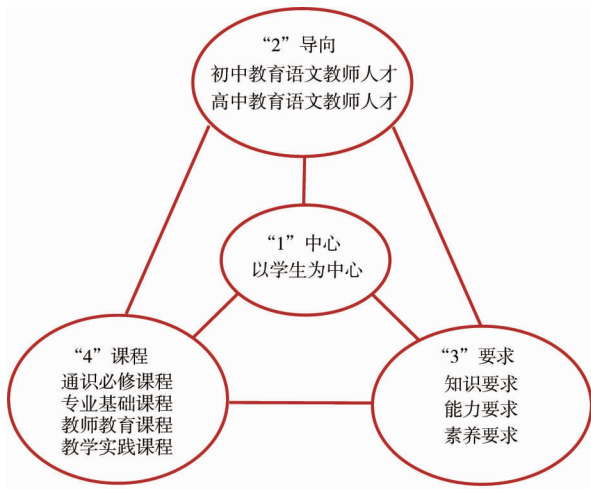 “2”导向
初中教育语文教师人才
高中教育语文教师人才
“1”中心
以学生为中心
“4”课程
通识必修课程
专业基础课程
教师教育课程
教学实践课程
“3”要求
知识要求
能力要求
素养要求